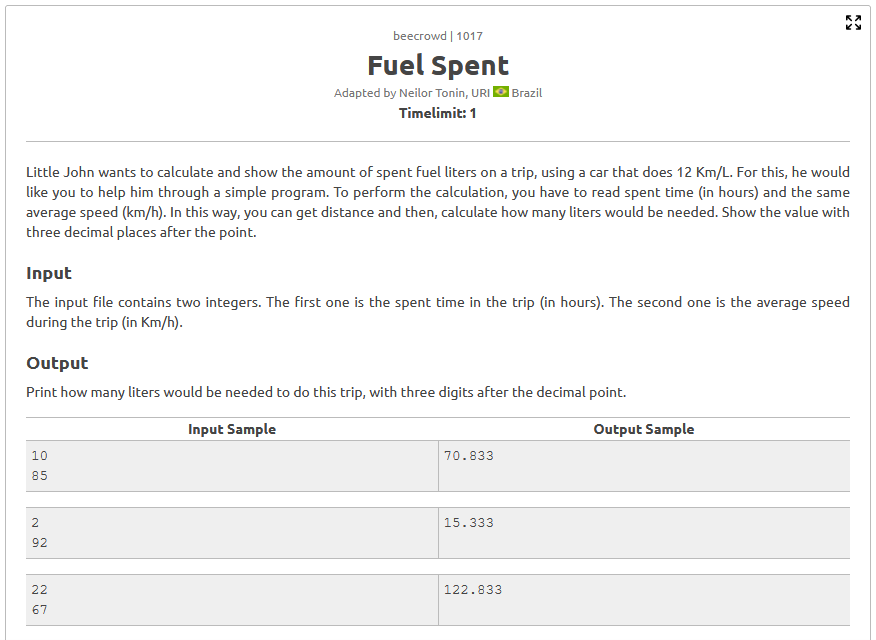 beecrowd | 1017
Fuel Spent
Adapted by Neilor Tonin, URI Brazil
Timelimit: 1
Little John wants to calculate and show the amount of spent fuel liters on a trip, using a car that does 12 Km/L. For this, he would
like you to help him through a simple program. To perform the calculation, you have to read spent time (in hours) and the same
average speed (km/h). In this way, you can get distance and then, calculate how many liters would be needed. Show the value with
three decimal places after the point.
Input
The input file contains two integers. The first one is the spent time in the trip (in hours). The second one is the average speed
during the trip (in Km/h).
Output
Print how many liters would be needed to do this trip, with three digits after the decimal point.
Input Sample Output Sample
10 70.833
85
2 15.333
92
22 122.833
67